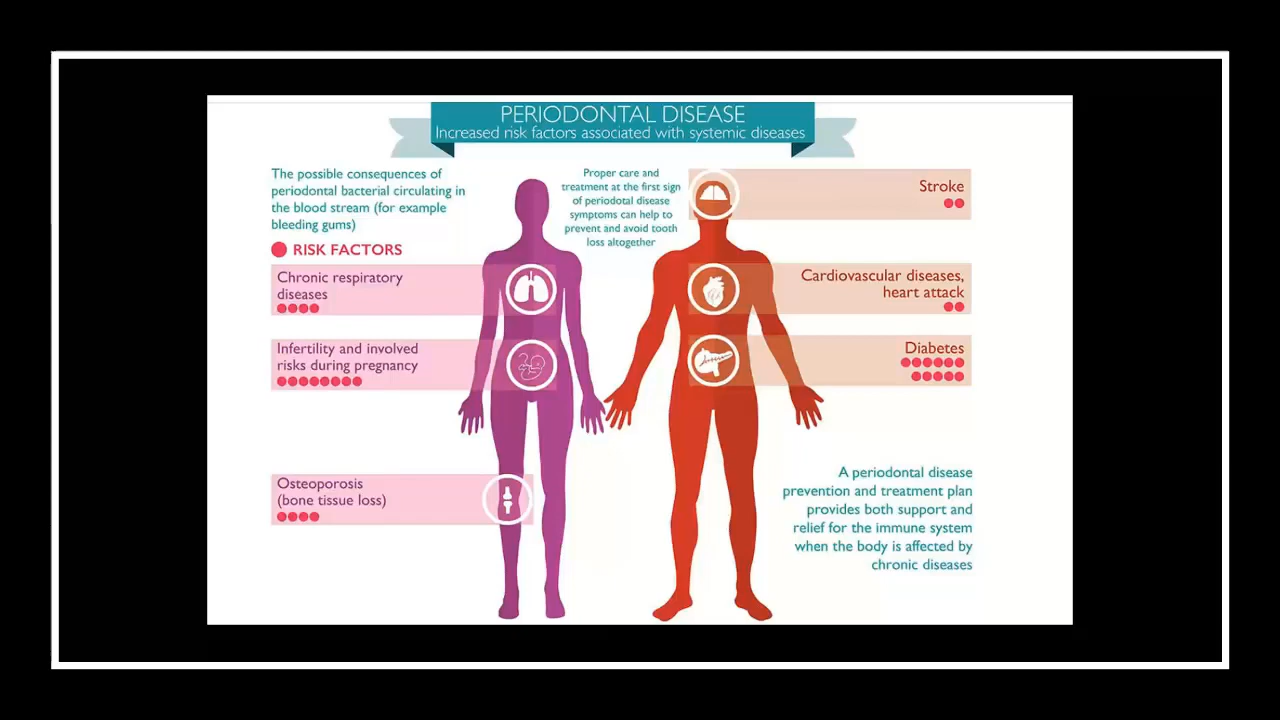 PERIODONTAL DISEASE
Increased risk factors associated with systemic diseases
The possible consequences of
periodontal bacterial circulating in
the blood stream (for example
bleeding gums)
RISK FACTORS
Chronic respiratory
diseases
Infertility and involved
risks during pregnancy
Osteoporosis
(bone tissue loss)
Proper care and
treatment at the first sign
of periodotal disease
symptoms can help to
prevent and avoid tooth
loss altogether
Stroke
Cardiovascular diseases,
heart attack
Diabetes
A periodontal disease
prevention and treatment plan
provides both support and
relief for the immune system
when the body is affected by
chronic diseases